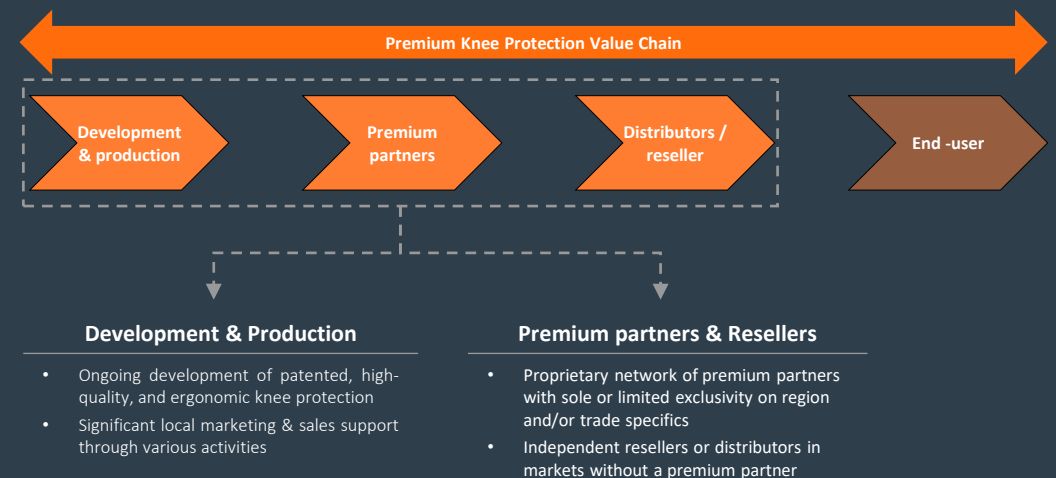 Premium Knee Protection Value Chain
Development
& production
Premium
partners
Distributors /
reseller
End -user
Development & Production
• Ongoing development of patented, high-
quality, and ergonomic knee protection
• Significant local marketing & sales support
through various activities
Premium partners & Resellers
• Proprietary network of premium partners
with sole or limited exclusivity on region
and/or trade specifics
• Independent resellers or distributors in
markets without a premium partner